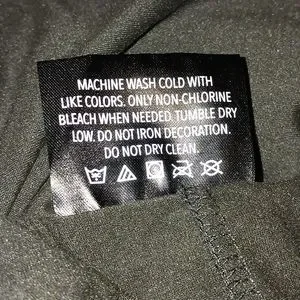 MACHINE WASH COLD WITH
LIKE COLORS. ONLY NON-CHLORINE
BLEACH WHEN NEEDED. TUMBLE DRY
LOW. DO NOT IRON DECORATION.
DO NOT DRY CLEAN.